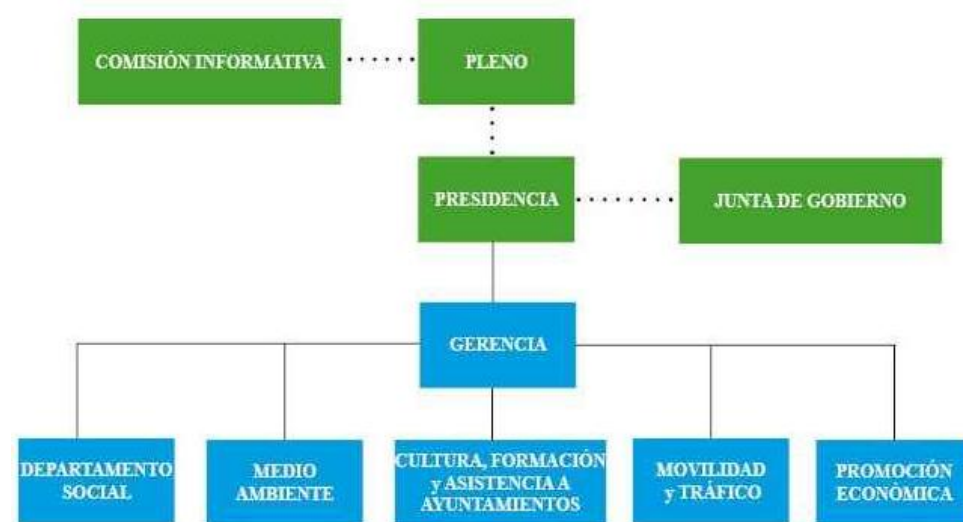 COMISIÓN INFORMATIVA
PLENO
PRESIDENCIA
JUNTA DE GOBIERNO
GERENCIA
DEPARTAMENTO
SOCIAL
MEDIO
AMBIENTE
CULTURA, FORMACIÓN
y ASISTENCIA A
AYUNTAMIENTOS
MOVILIDAD
y TRÁFICO
PROMOCIÓN
ECONÓMICA